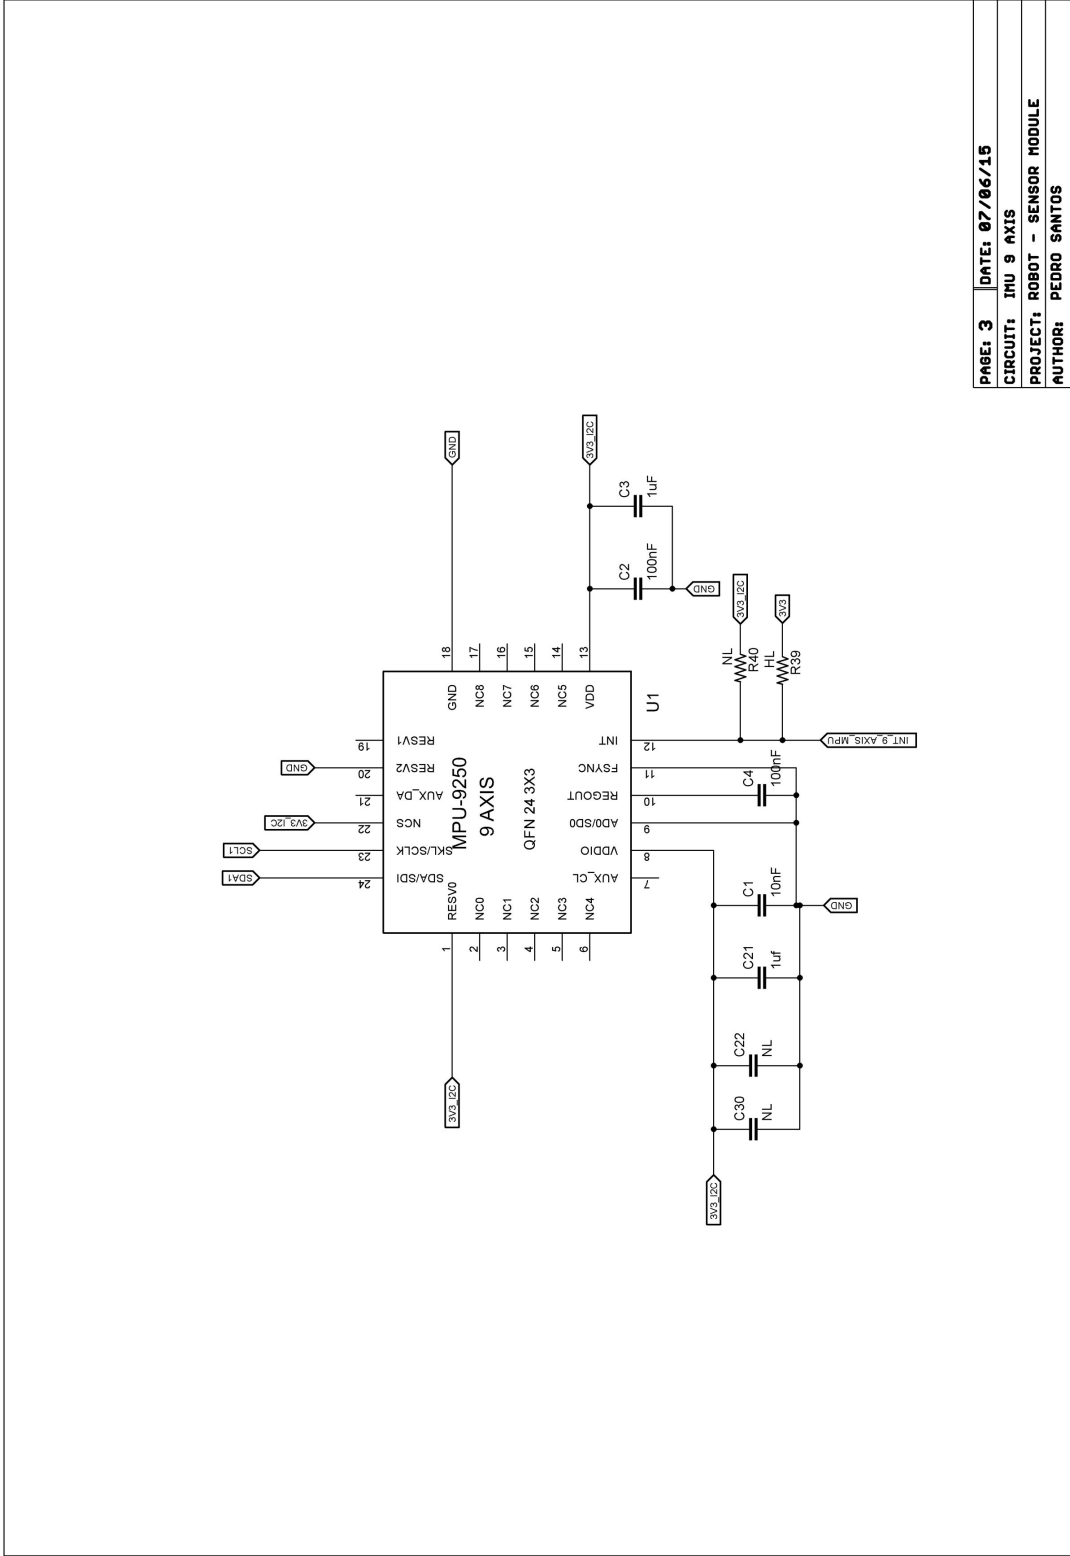 SDA1
SCL1
3V3_I2C
GND
24
23
22
21
20
19
SDA/SDI
SKL/SCLK
NCS
AUX_DA
RESV2
RESV1
3V3_I2C
1
RESV0
2
NC0
3
NC1
4
NC2
5
NC3
6
NC4
MPU-9250
9 AXIS
QFN 24 3X3
GND
18
GND
NC8
17
NC7
16
NC6
15
NC5
14
VDD
13
3V3_I2C
AUX_CL
VDDIO
AD0/SD0
REGOUT
FSYNC
INT
7
8
9
10
11
12
U1
C2
100nF
C3
1uF
GND
3V3_I2C
C30
NL
C22
NL
C21
1uf
C1
10nF
GND
C4
100nF
NL
R40
3V3_I2C
HL
R39
3V3
INT_9_AXIS_MPU
PAGE: 3 DATE: 07/06/15
CIRCUIT: IMU 9 AXIS
PROJECT: ROBOT - SENSOR MODULE
AUTHOR: PEDRO SANTOS